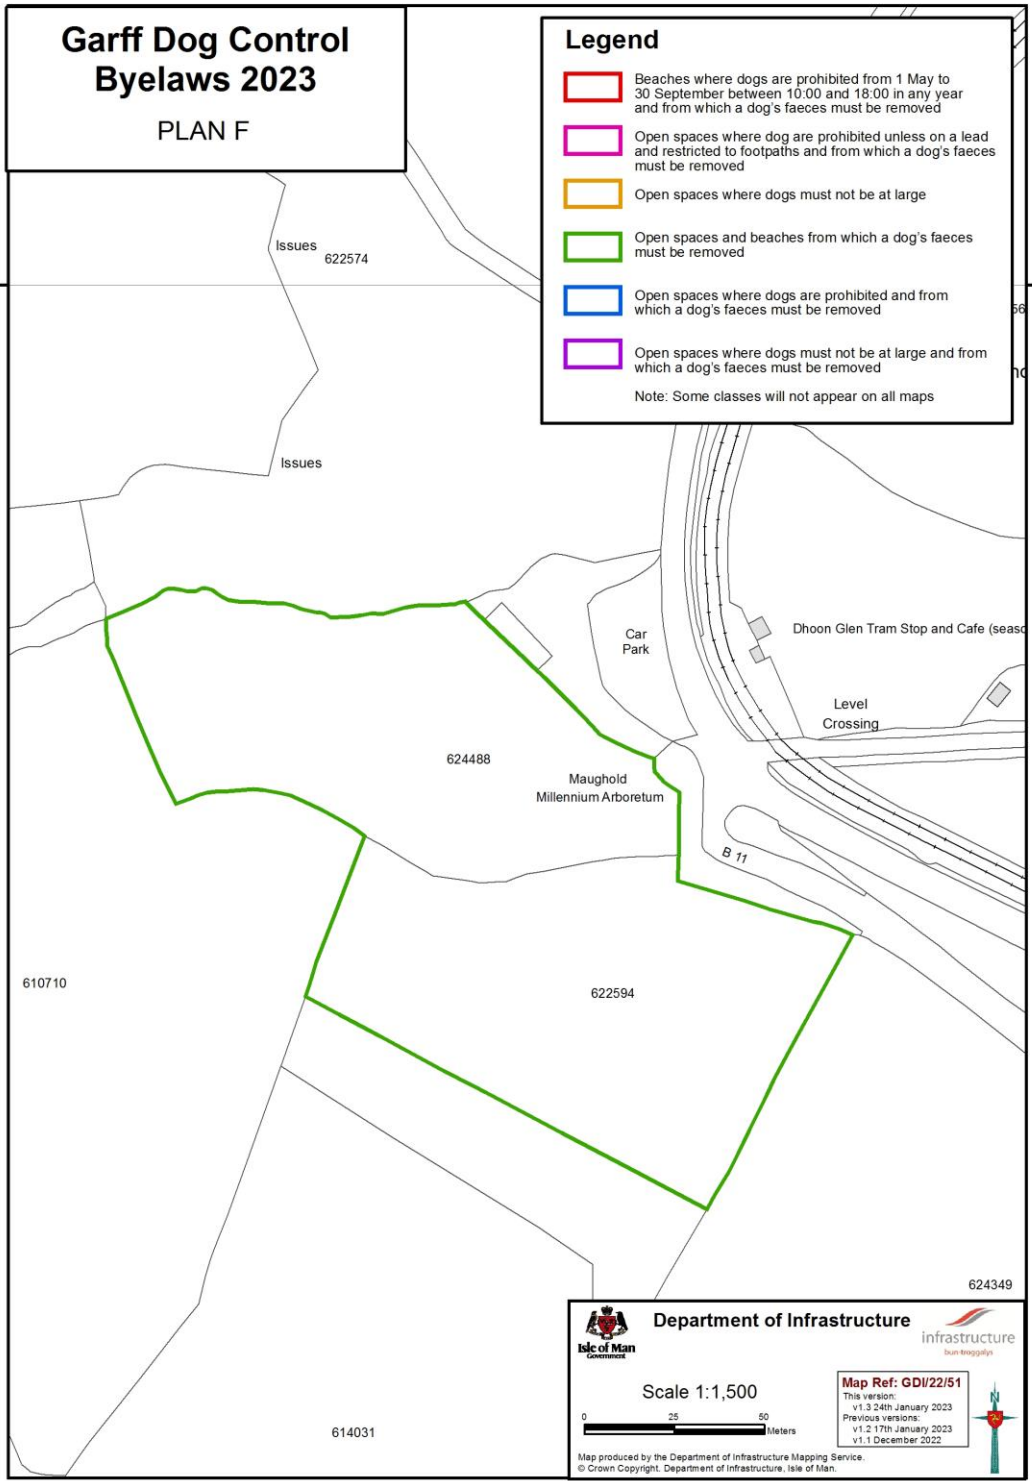 Garff Dog Control
Byelaws 2023
PLAN F
Legend
Beaches where dogs are prohibited from 1 May to
30 September between 10:00 and 18:00 in any year
and from which a dog's faeces must be removed
Open spaces where dog are prohibited unless on a lead
and restricted to footpaths and from which a dog's faeces
must be removed
Open spaces where dogs must not be at large
Open spaces and beaches from which a dog's faeces
must be removed
Open spaces where dogs are prohibited and from
which a dog's faeces must be removed
Open spaces where dogs must not be at large and from
which a dog's faeces must be removed
Note: Some classes will not appear on all maps
Issues
622574
Issues
Car
Park
Dhoon Glen Tram Stop and Cafe (seaso
Level
Crossing
624488
Maughold
Millennium Arboretum
B 11
610710
622594
624349
614031
Isle of Man
Government
Department of Infrastructure
infrastructure
bun-troggalys
Scale 1:1,500
0 25 50
Meters
Map Ref: GDI/22/51
This version:
v1.3 24th January 2023
Previous versions:
v1.2 17th January 2023
v1.1 December 2022
N
Map produced by the Department of Infrastructure Mapping Service.
© Crown Copyright. Department of Infrastructure, Isle of Man.